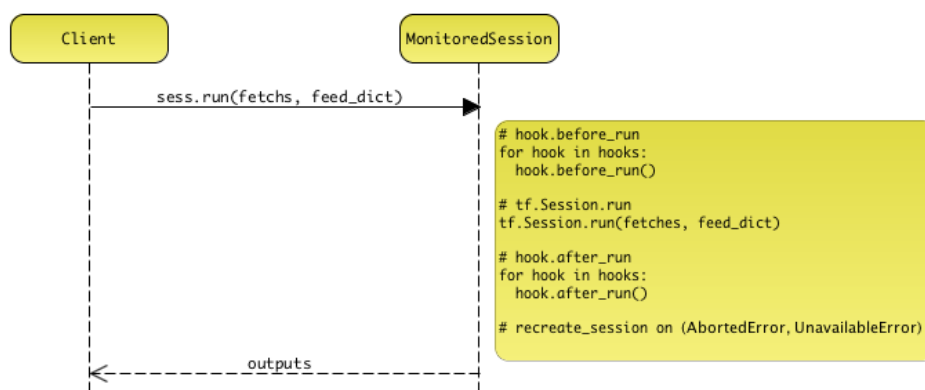 Client
MonitoredSession
sess.run(fetchs, feed_dict)
# hook.before_run
for hook in hooks:
  hook.before_run()
# tf.Session.run
tf.Session.run(fetches, feed_dict)
# hook.after_run
for hook in hooks:
  hook.after_run()
# recreate_session on (AbortedError, UnavailableError)
outputs